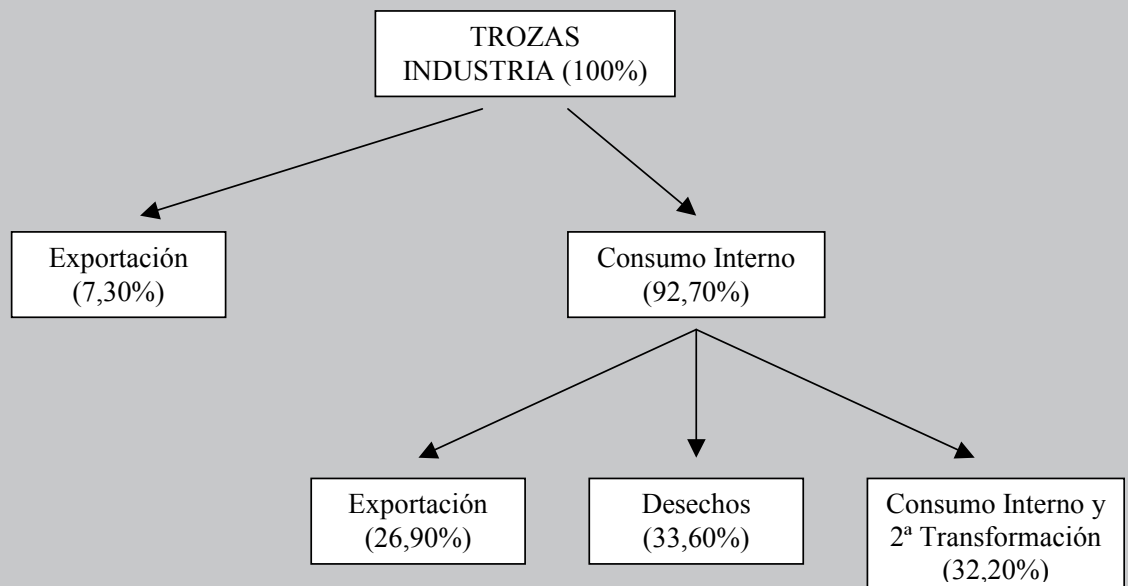 TROZAS
INDUSTRIA (100%)
Exportación
(7,30%)
Consumo Interno
(92,70%)
Exportación
(26,90%)
Desechos
(33,60%)
Consumo Interno y
2ª Transformación
(32,20%)